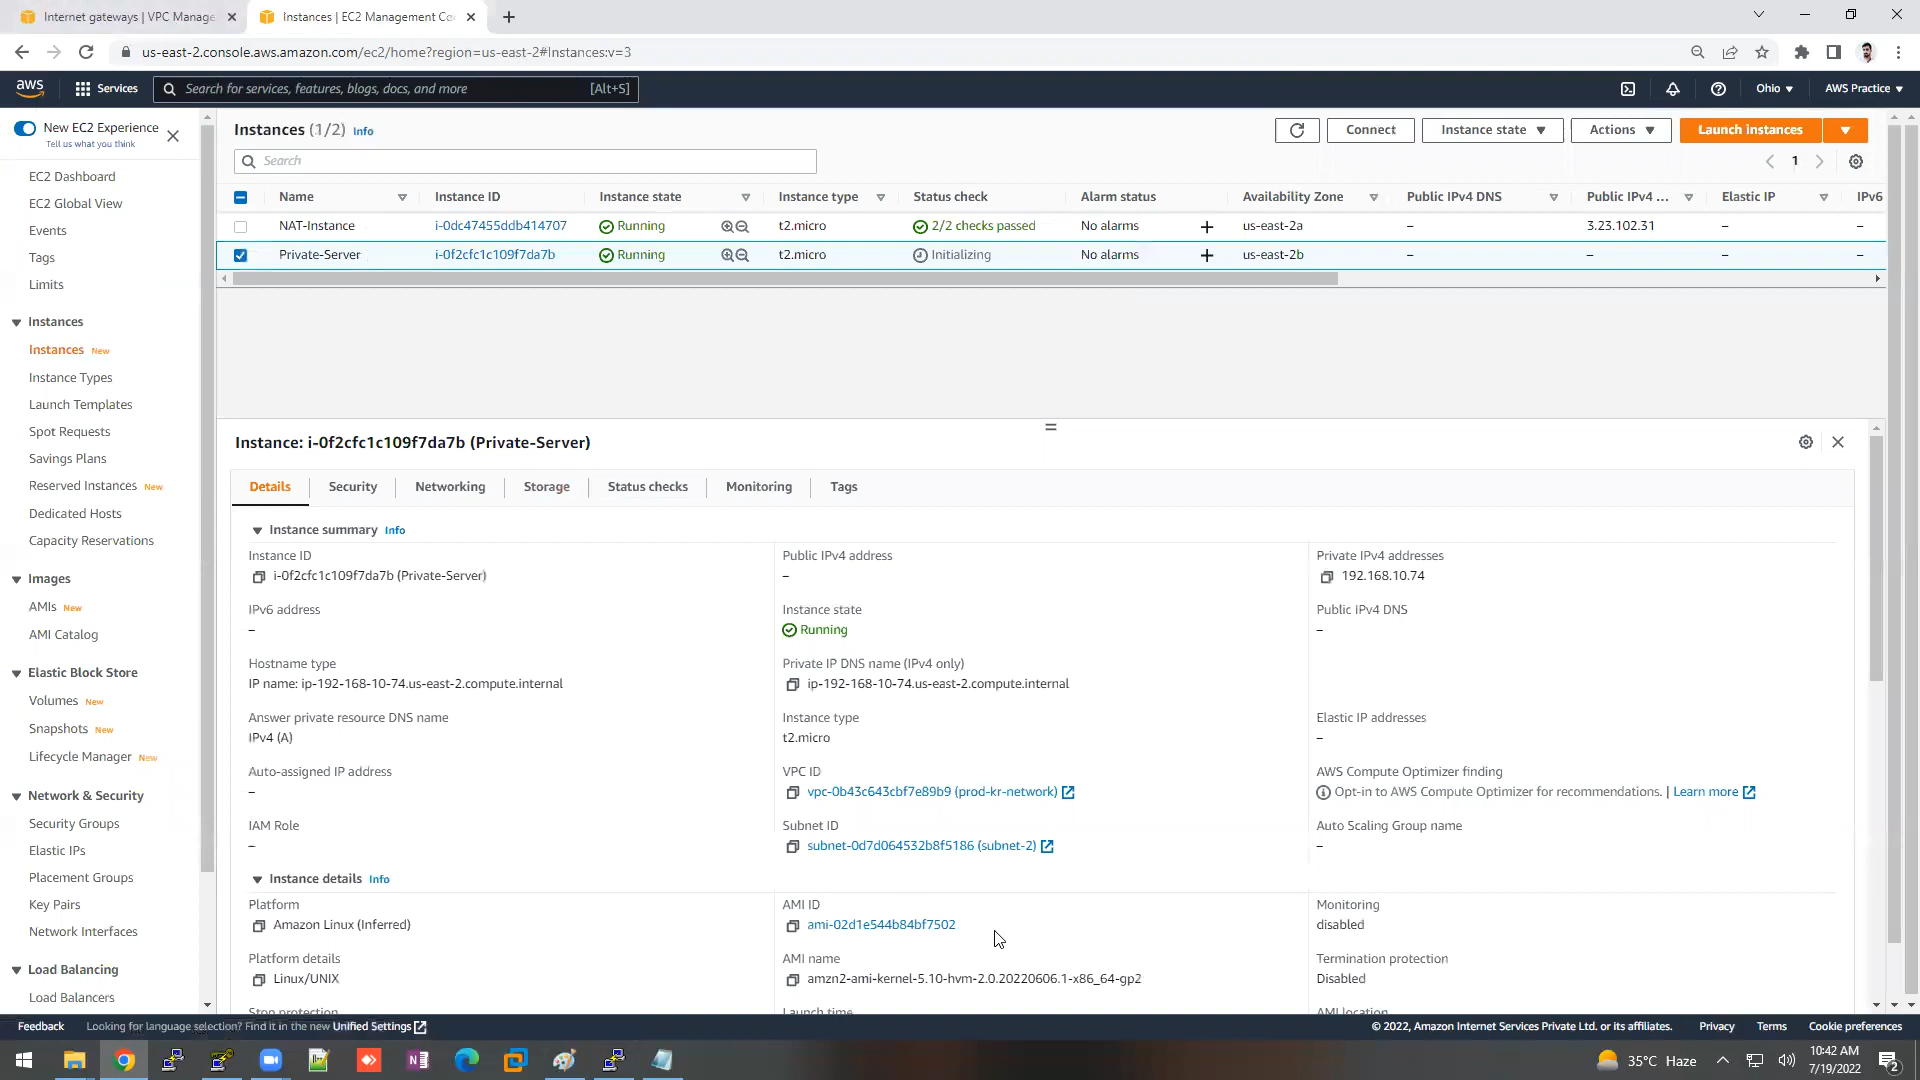 Internet gateways | VPC Manage
Instances | EC2 Management Co
us-east-2.console.aws.amazon.com/ec2/home?region=us-east-2#Instances:v=3
aws Services Search for services, features, blogs, docs, and more [Alt+S] Ohio AWS Practice
New EC2 Experience
Tell us what you think
EC2 Dashboard
EC2 Global View
Events
Tags
Limits
Instances
Instances New
Instance Types
Launch Templates
Spot Requests
Savings Plans
Reserved Instances New
Dedicated Hosts
Capacity Reservations
Images
AMIs New
AMI Catalog
Elastic Block Store
Volumes New
Snapshots New
Lifecycle Manager New
Network & Security
Security Groups
Elastic IPs
Placement Groups
Key Pairs
Network Interfaces
Load Balancing
Load Balancers
Instances (1/2) Info Connect Instance state Actions Launch instances
Search 1
Name Instance ID Instance state Instance type Status check Alarm status Availability Zone Public IPv4 DNS Public IPv4 ... Elastic IP IPv6
NAT-Instance i-0dc47455ddb414707 Running t2.micro 2/2 checks passed No alarms + us-east-2a – 3.23.102.31 – –
Private-Server i-0f2cfc1c109f7da7b Running t2.micro Initializing No alarms + us-east-2b – – – –
Instance: i-0f2cfc1c109f7da7b (Private-Server)
Details Security Networking Storage Status checks Monitoring Tags
Instance summary Info
Instance ID Public IPv4 address Private IPv4 addresses
i-0f2cfc1c109f7da7b (Private-Server) – 192.168.10.74
IPv6 address Instance state Public IPv4 DNS
– Running –
Hostname type Private IP DNS name (IPv4 only)
IP name: ip-192-168-10-74.us-east-2.compute.internal ip-192-168-10-74.us-east-2.compute.internal
Answer private resource DNS name Instance type Elastic IP addresses
IPv4 (A) t2.micro –
Auto-assigned IP address VPC ID AWS Compute Optimizer finding
– vpc-0b43c643cbf7e89b9 (prod-kr-network) Opt-in to AWS Compute Optimizer for recommendations. | Learn more
IAM Role Subnet ID Auto Scaling Group name
– subnet-0d7d064532b8f5186 (subnet-2) –
Instance details Info
Platform AMI ID Monitoring
Amazon Linux (Inferred) ami-02d1e544b84bf7502 disabled
Platform details AMI name Termination protection
Linux/UNIX amzn2-ami-kernel-5.10-hvm-2.0.20220606.1-x86_64-gp2 Disabled
Stop protection Launch time AMI location
Feedback Looking for language selection? Find it in the new Unified Settings © 2022, Amazon Internet Services Private Ltd. or its affiliates. Privacy Terms Cookie preferences
35°C Haze 10:42 AM
7/19/2022
2